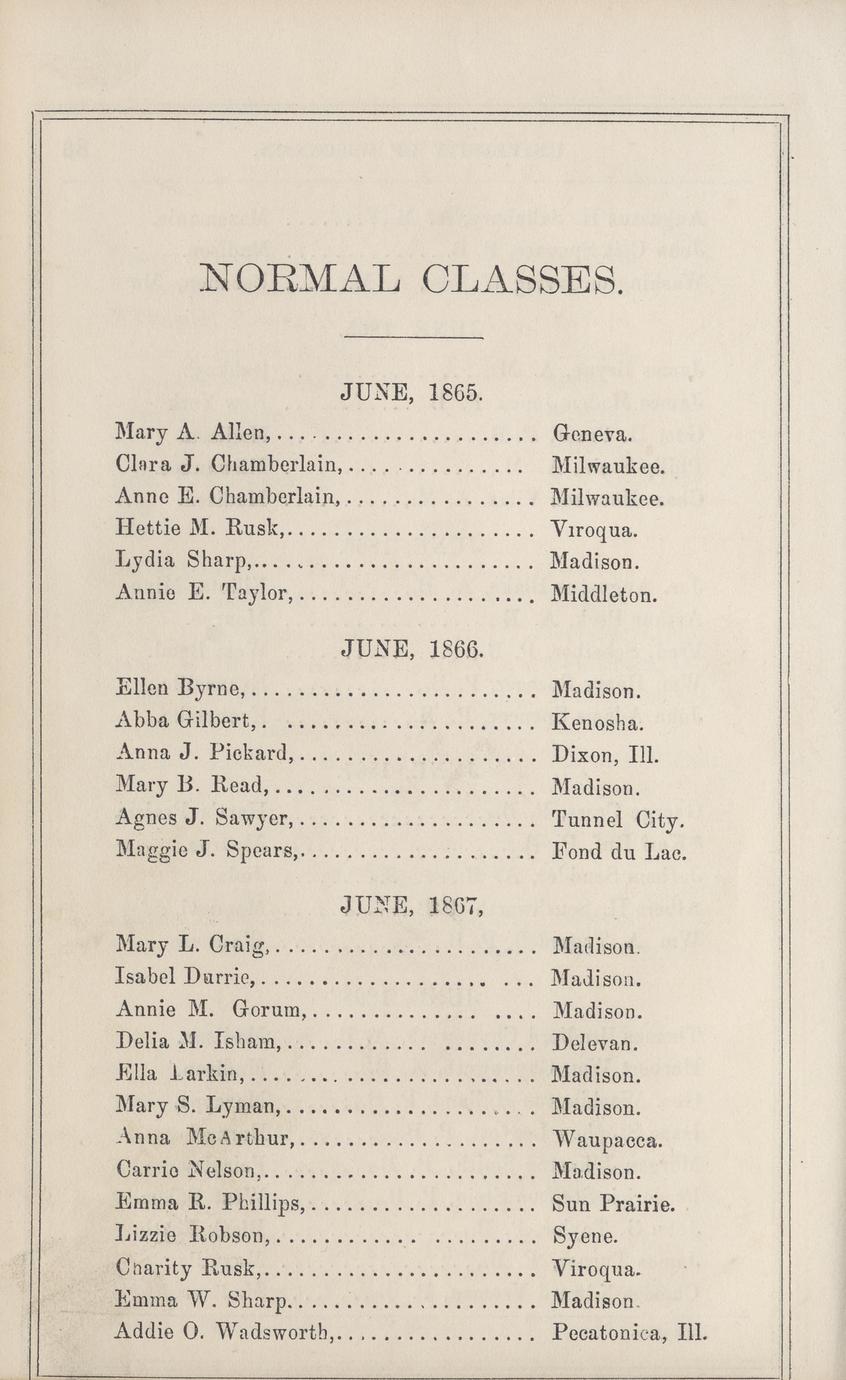 NORMAL CLASSES.
JUNE, 1865.
Mary A. Allen,....................... Geneva.
Clara J. Chamberlain,............... Milwaukee.
Anne E. Chamberlain,................ Milwaukee.
Hettie M. Rusk,..................... Viroqua.
Lydia Sharp,........................ Madison.
Annie E. Taylor,.................... Middleton.
JUNE, 1866.
Ellen Byrne,........................ Madison.
Abba Gilbert,. ..................... Kenosha.
Anna J. Pickard,.................... Dixon, Ill.
Mary B. Read,...................... Madison.
Agnes J. Sawyer,.................... Tunnel City.
Maggie J. Spears,.................... Fond du Lac.
JUNE, 1867,
Mary L. Craig,...................... Madison.
Isabel Durrie,................... ... Madison.
Annie M. Gorum,.............. .... Madison.
Delia M. Isham,............ ........ Delevan.
Ella Larkin,........................ Madison.
Mary S. Lyman,..................... Madison.
Anna McArthur,.................... Waupacca.
Carrie Nelson,....................... Madison.
Emma R. Phillips,................... Sun Prairie.
Lizzie Robson,............ ......... Syene.
Charity Rusk,....................... Viroqua.
Emma W. Sharp..................... Madison.
Addie O. Wadsworth,................. Pecatonica, Ill.